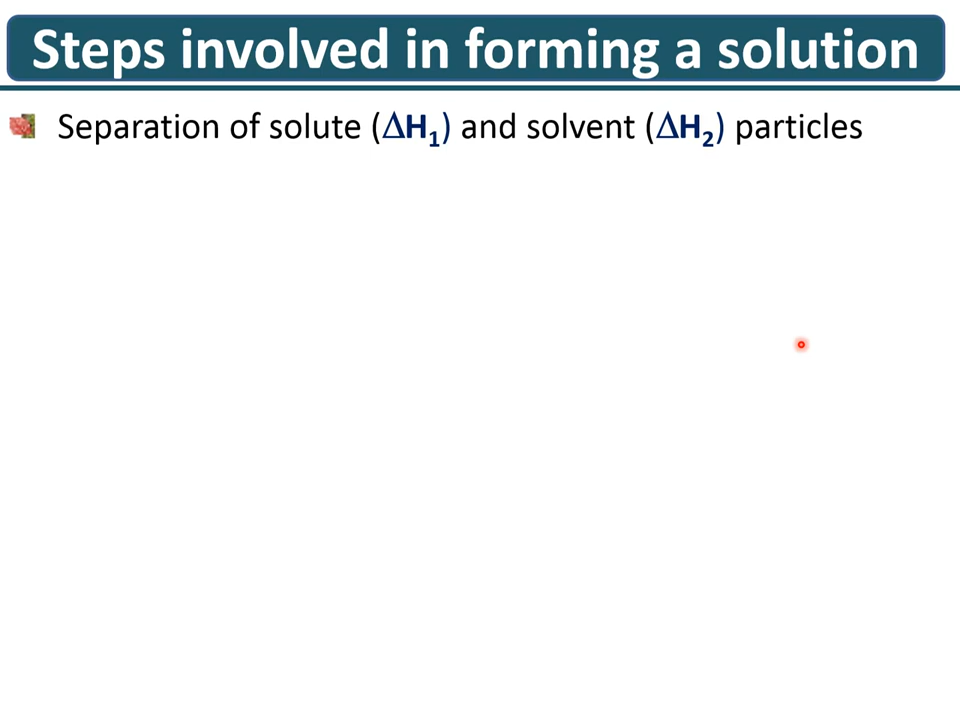 Steps involved in forming a solution
Separation of solute (ΔH₁) and solvent (ΔH₂) particles